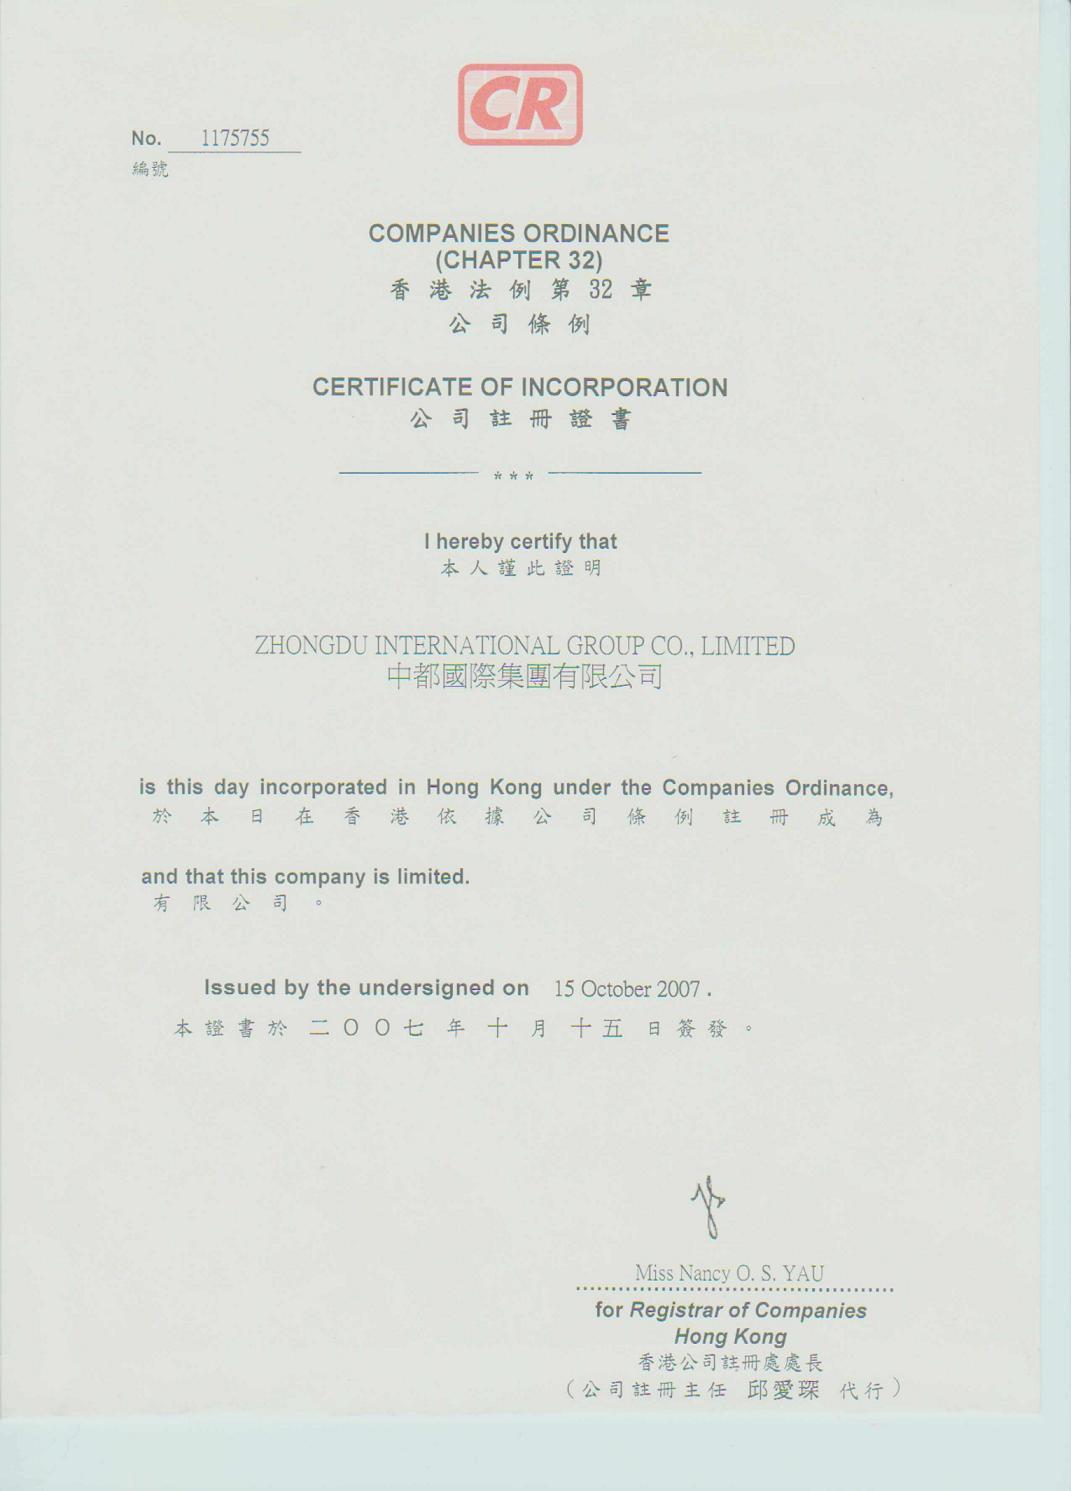 CR
No. 1175755
編號
COMPANIES ORDINANCE
(CHAPTER 32)
香港法例第 32 章
公司條例
CERTIFICATE OF INCORPORATION
公司註冊證書
***
I hereby certify that
本人謹此證明
ZHONGDU INTERNATIONAL GROUP CO., LIMITED
中都國際集團有限公司
is this day incorporated in Hong Kong under the Companies Ordinance,
於本日在香港依據公司條例註冊成為
and that this company is limited.
有限公司。
Issued by the undersigned on 15 October 2007 .
本證書於二〇〇七年十月十五日簽發。
Miss Nancy O. S. YAU
for Registrar of Companies
Hong Kong
香港公司註冊處處長
（公司註冊主任 邱愛琛 代行）